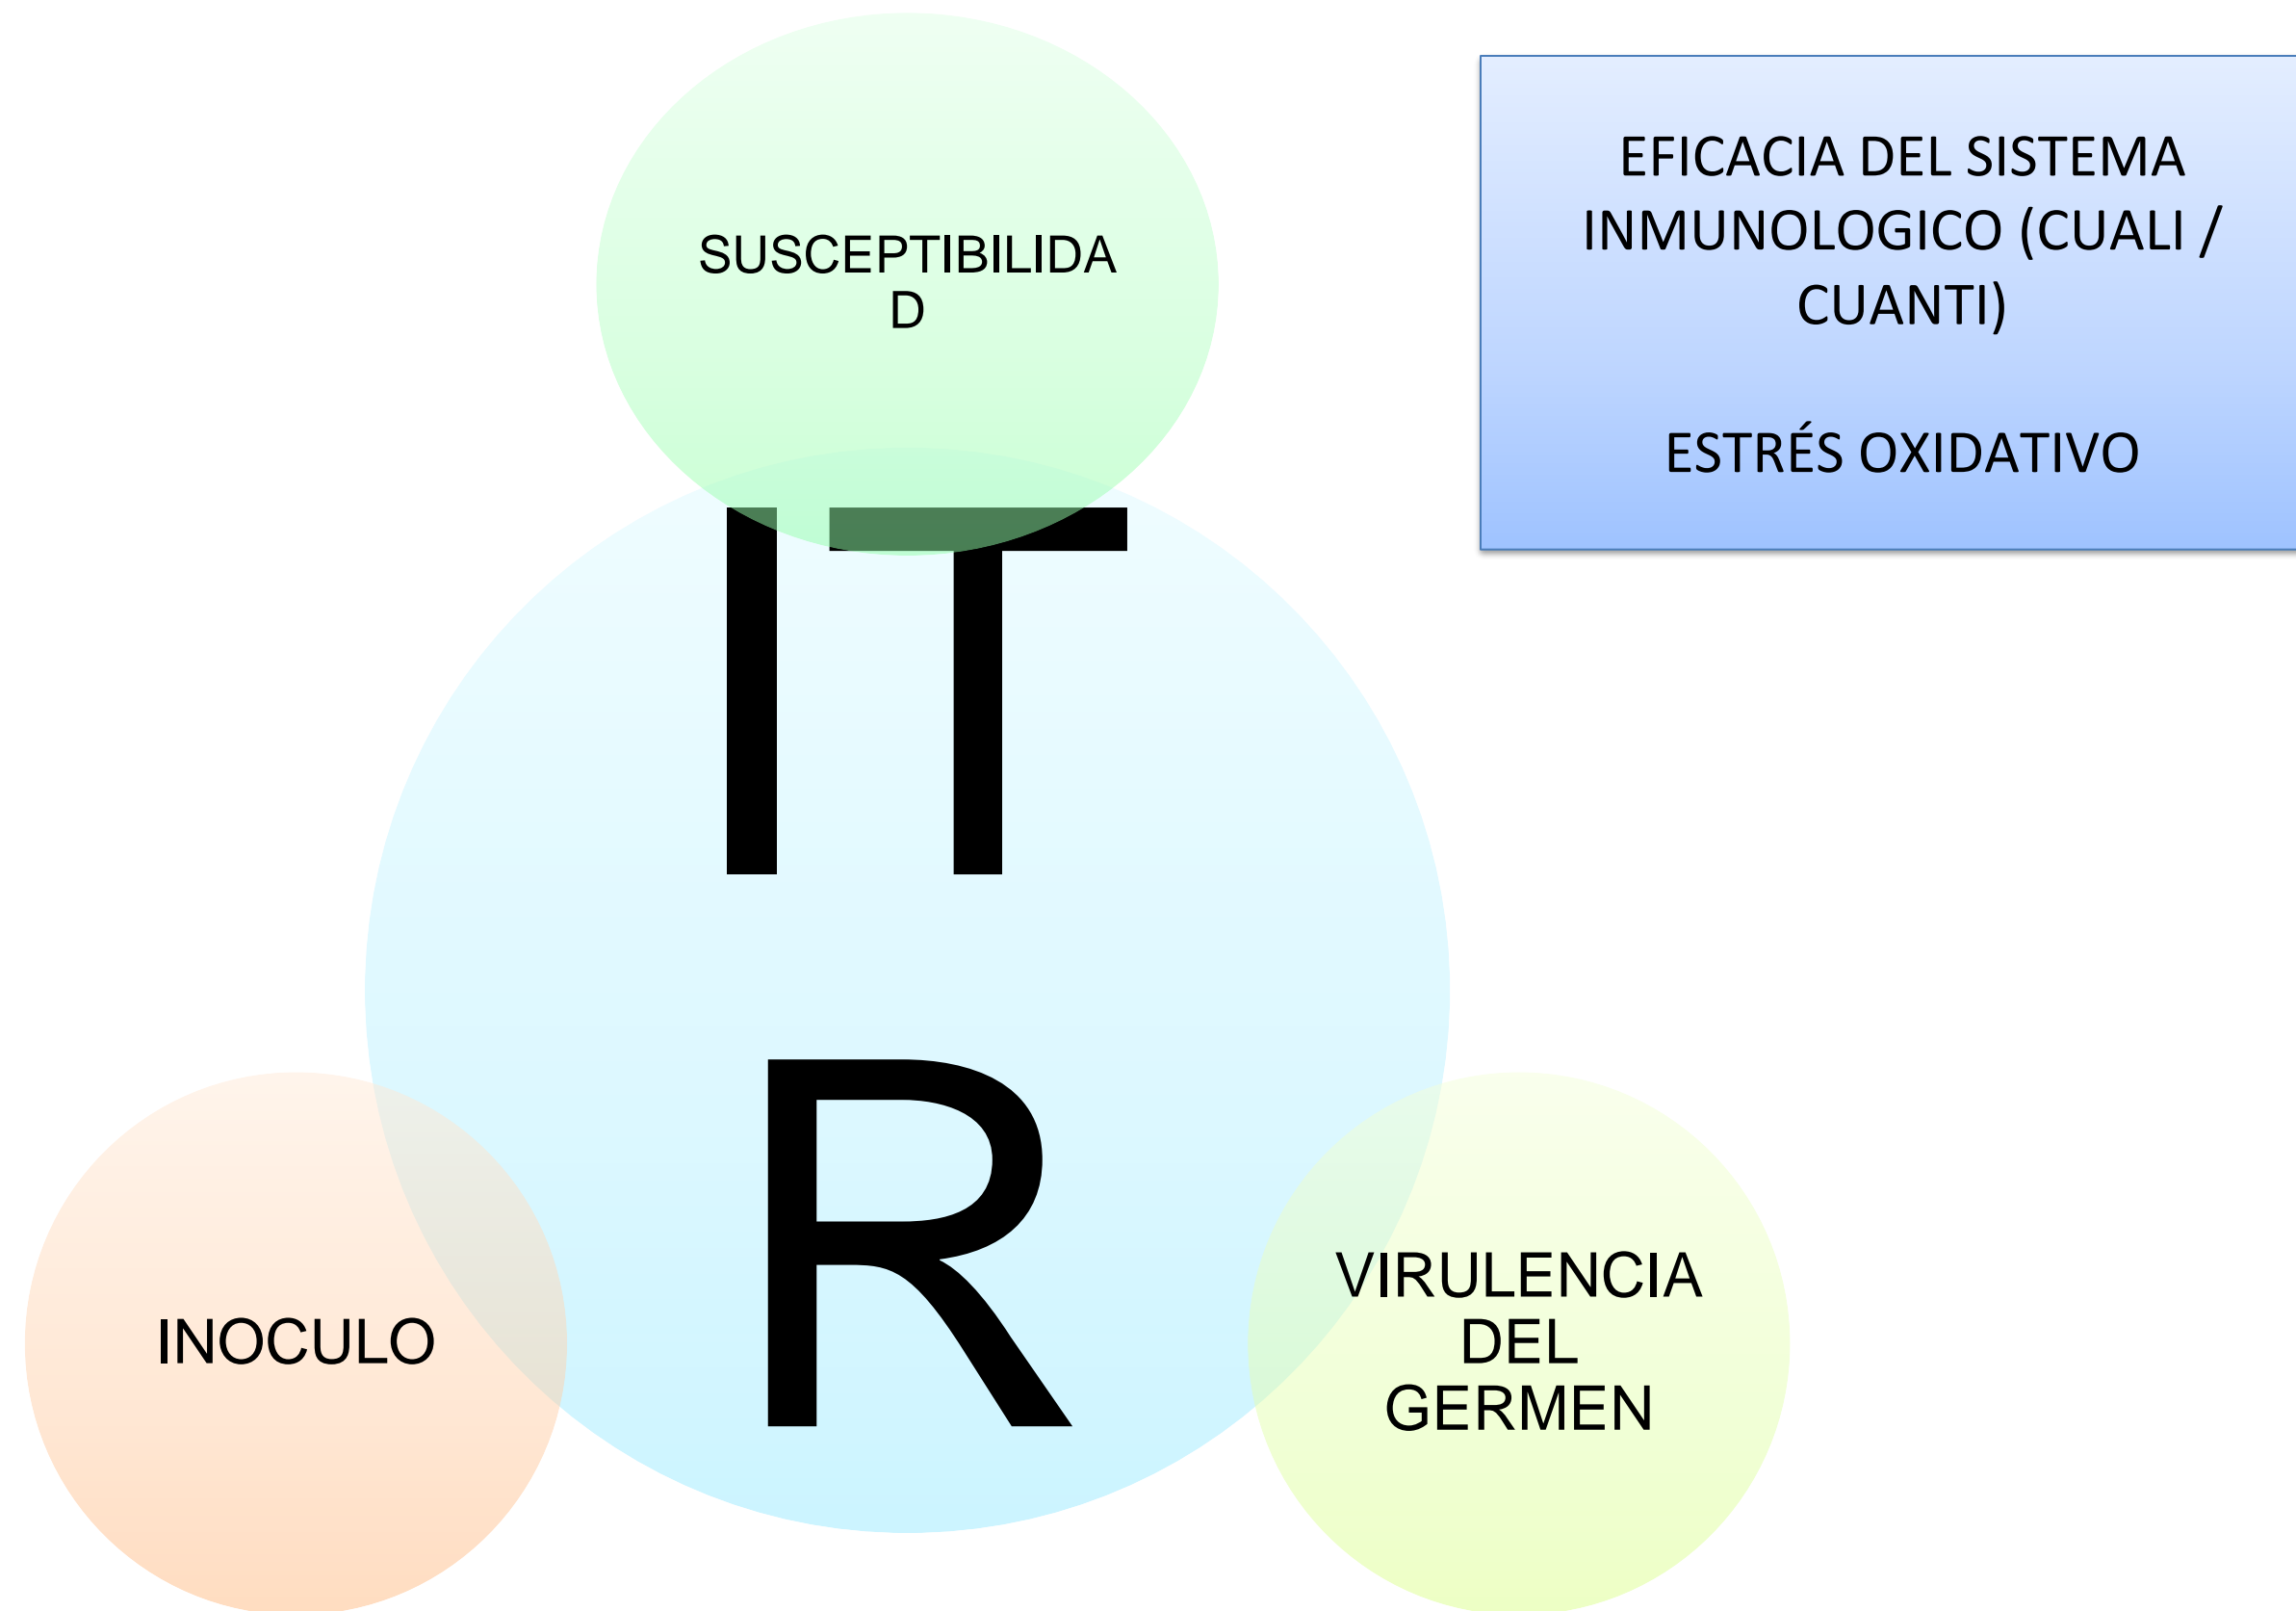 SUSCEPTIBILIDA
D
EFICACIA DEL SISTEMA
INMUNOLOGICO (CUALI /
CUANTI)
ESTRÉS OXIDATIVO
IT
R
INOCULO
VIRULENCIA
DEL
GERMEN